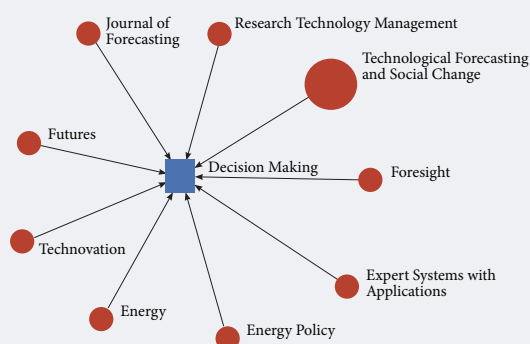 Journal of
Forecasting
Research Technology Management
Technological Forecasting
and Social Change
Futures
Decision Making
Foresight
Technovation
Expert Systems with
Applications
Energy
Energy Policy